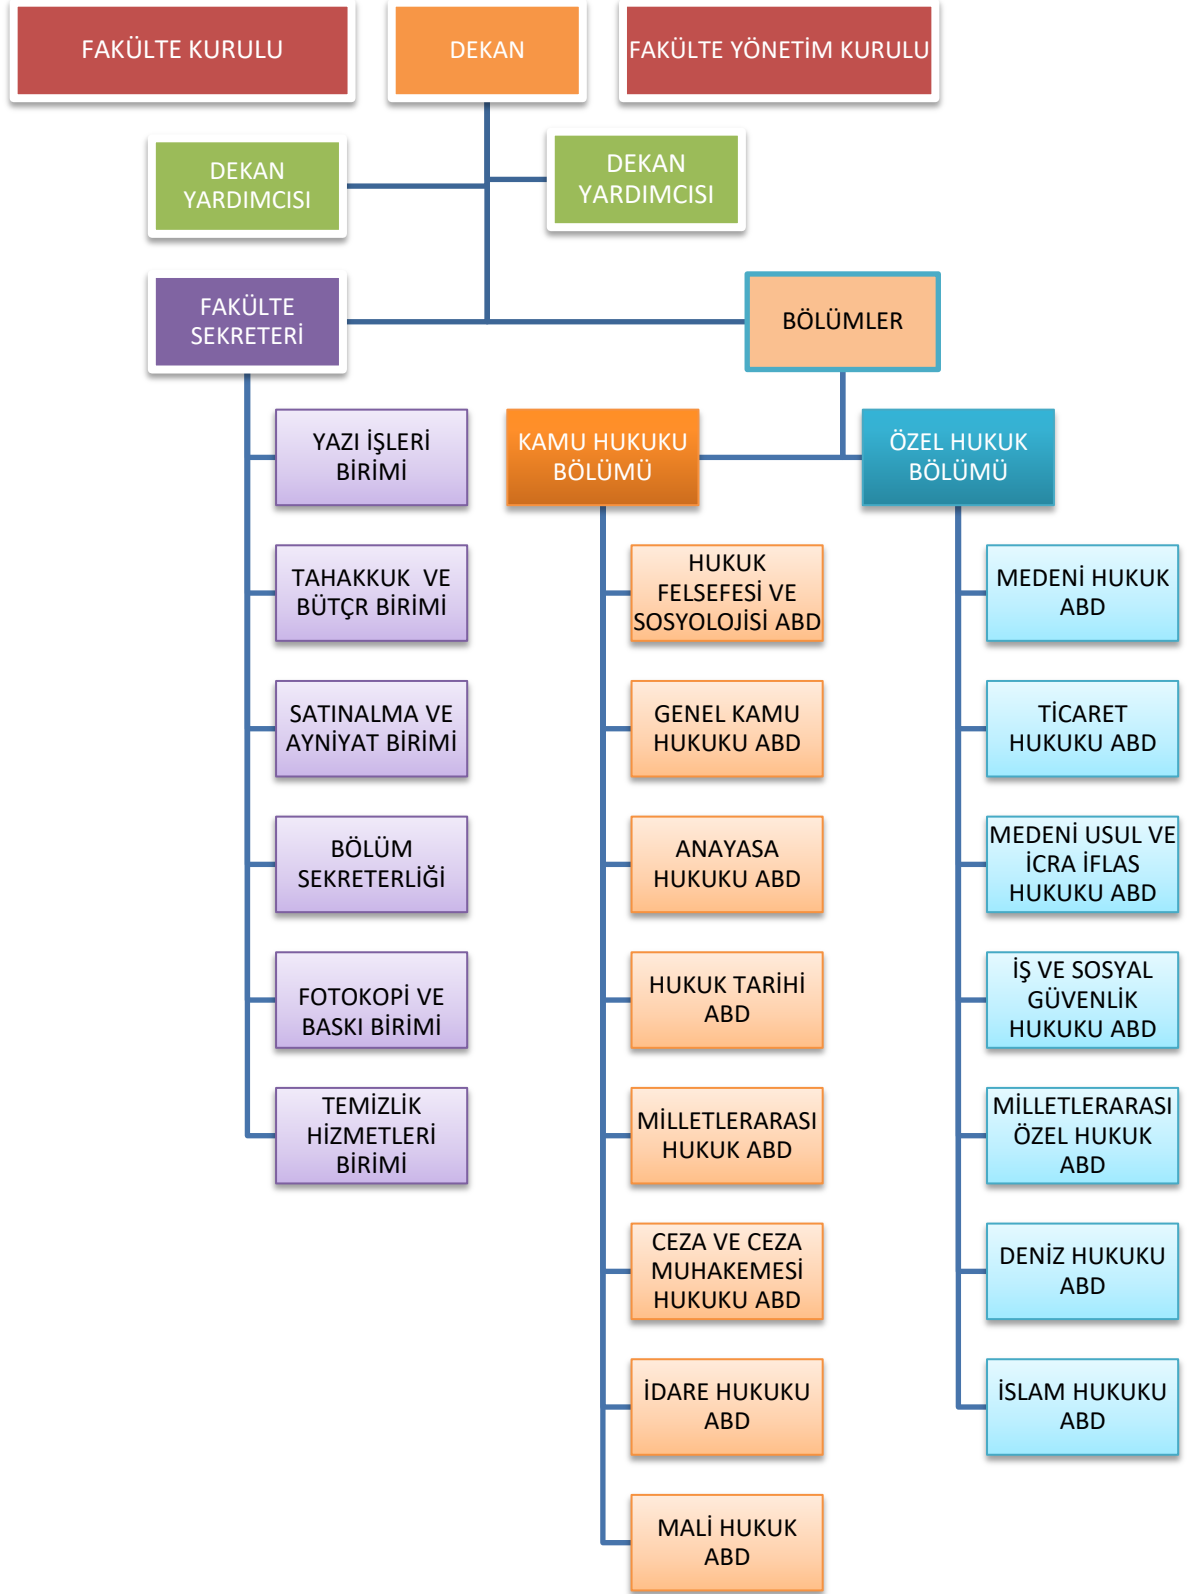 FAKÜLTE KURULU
DEKAN
FAKÜLTE YÖNETİM KURULU
DEKAN
YARDIMCISI
DEKAN
YARDIMCISI
FAKÜLTE
SEKRETERİ
BÖLÜMLER
YAZI İŞLERİ
BİRİMİ
TAHAKKUK VE
BÜTÇR BİRİMİ
SATINALMA VE
AYNİYAT BİRİMİ
BÖLÜM
SEKRETERLİĞİ
FOTOKOPİ VE
BASKI BİRİMİ
TEMİZLİK
HİZMETLERİ
BİRİMİ
KAMU HUKUKU
BÖLÜMÜ
HUKUK
FELSEFESİ VE
SOSYOLOJİSİ ABD
GENEL KAMU
HUKUKU ABD
ANAYASA
HUKUKU ABD
HUKUK TARİHİ
ABD
MİLLETLERARASI
HUKUK ABD
CEZA VE CEZA
MUHAKEMESİ
HUKUKU ABD
İDARE HUKUKU
ABD
MALİ HUKUK
ABD
ÖZEL HUKUK
BÖLÜMÜ
MEDENİ HUKUK
ABD
TİCARET
HUKUKU ABD
MEDENİ USUL VE
İCRA İFLAS
HUKUKU ABD
İŞ VE SOSYAL
GÜVENLİK
HUKUKU ABD
MİLLETLERARASI
ÖZEL HUKUK
ABD
DENİZ HUKUKU
ABD
İSLAM HUKUKU
ABD